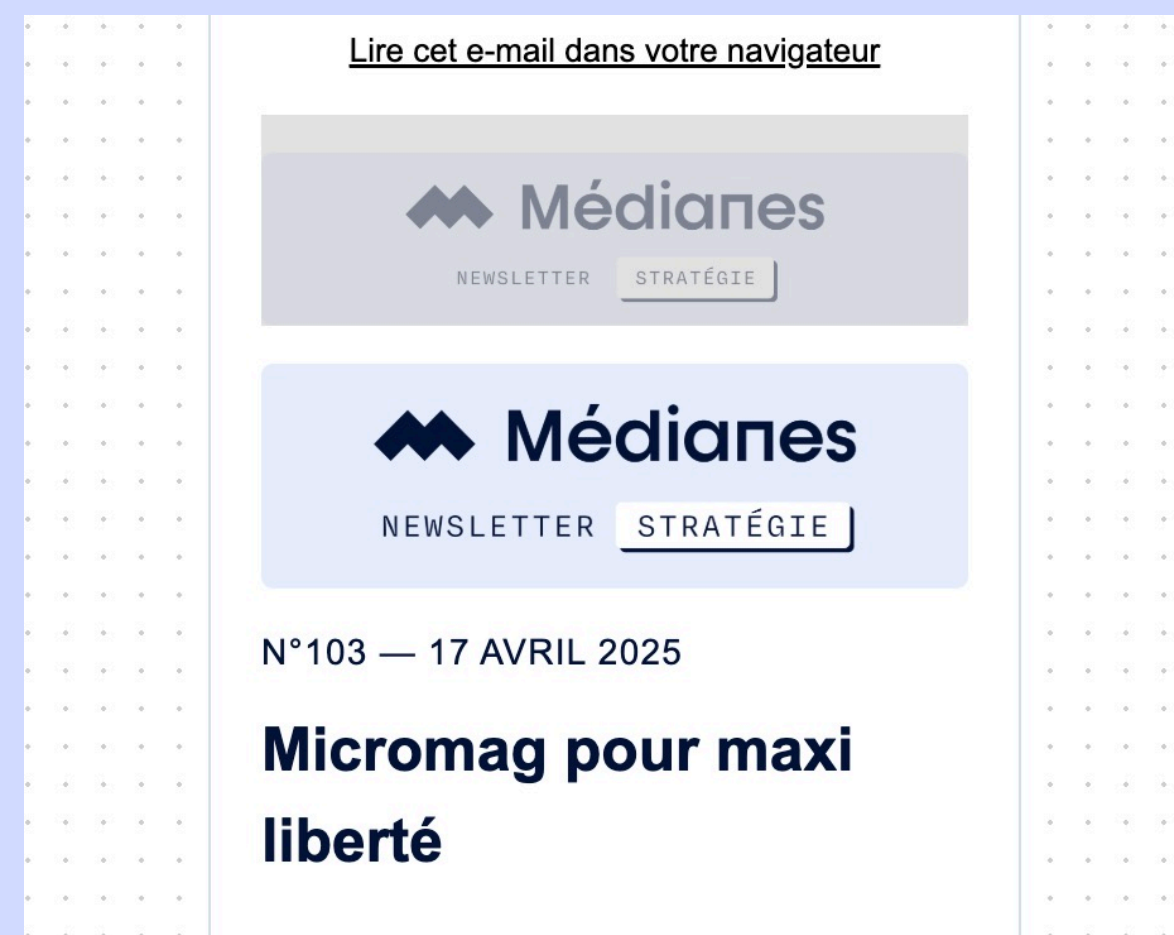 Lire cet e-mail dans votre navigateur
Médianes
NEWSLETTER STRATÉGIE
Médianes
NEWSLETTER STRATÉGIE
N°103 — 17 AVRIL 2025
Micromag pour maxi
liberté